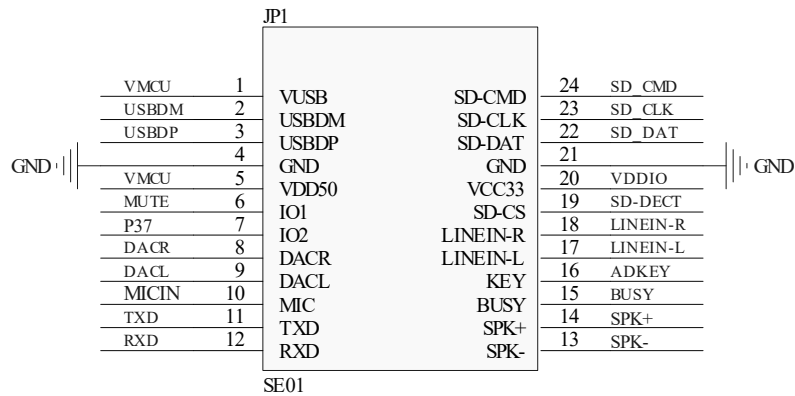 JP1
VMCU 1 VUSB SD-CMD 24 SD_CMD
USBDM 2 USBDM SD-CLK 23 SD_CLK
USBDP 3 USBDP SD-DAT 22 SD_DAT
GND 4 GND GND 21 GND
VMCU 5 VDD50 VCC33 20 VDDIO
MUTE 6 IO1 SD-CS 19 SD-DECT
P37 7 IO2 LINEIN-R 18 LINEIN-R
DACR 8 DACR LINEIN-L 17 LINEIN-L
DACL 9 DACL KEY 16 ADKEY
MICIN 10 MIC BUSY 15 BUSY
TXD 11 TXD SPK+ 14 SPK+
RXD 12 RXD SPK- 13 SPK-
SE01